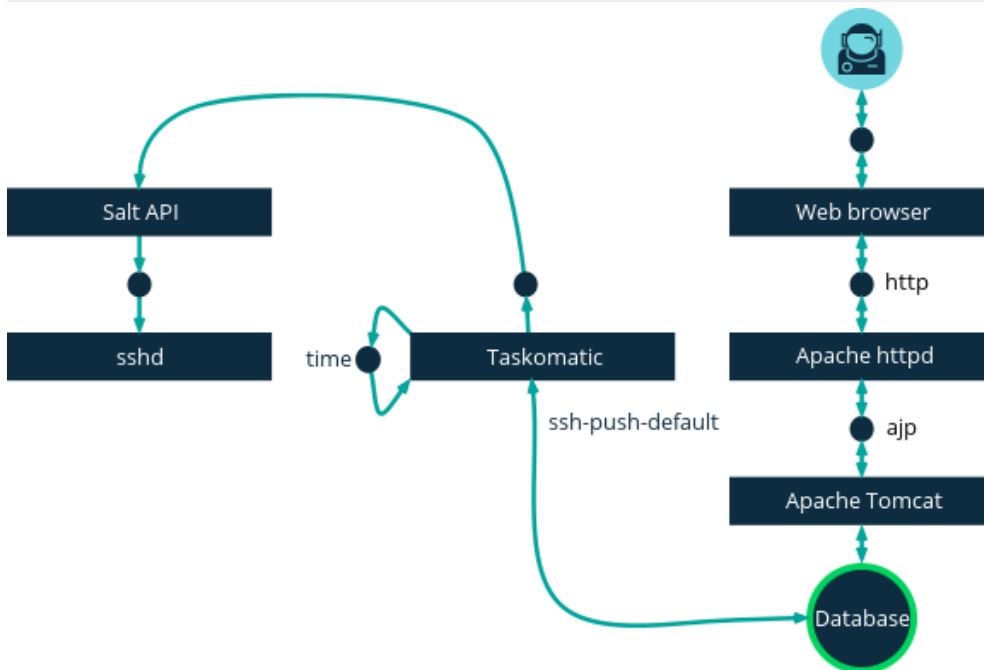 Salt API
Web browser
http
sshd
time
Taskomatic
Apache httpd
ssh-push-default
ajp
Apache Tomcat
Database